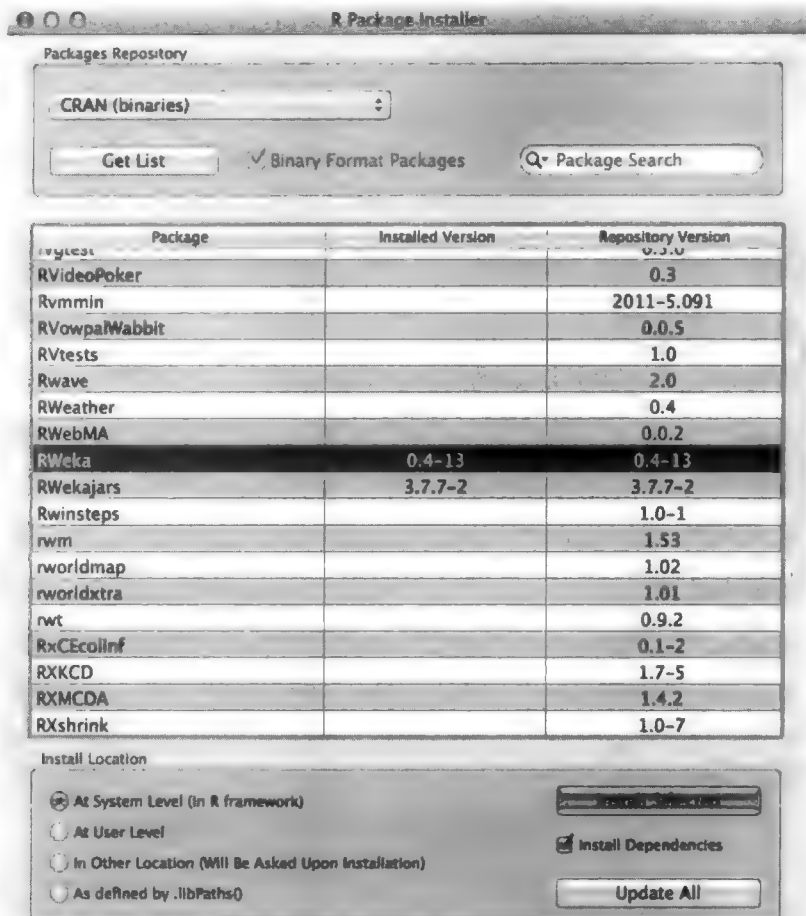 R Package Installer
Packages Repository
CRAN (binaries)
Get List
Binary Format Packages
Package Search
Package Installed Version Repository Version
RVideoPoker 0.3
Rvmmin 2011-5.091
RVowpalWabbit 0.0.5
RVtests 1.0
Rwave 2.0
RWeather 0.4
RWebMA 0.0.2
RWeka 0.4-13 0.4-13
RWekajars 3.7.7-2 3.7.7-2
Rwinsteps 1.0-1
rwm 1.53
rworldmap 1.02
rworldxtra 1.01
rwt 0.9.2
RxCEcolInf 0.1-2
RXKCD 1.7-5
RXMCDA 1.4.2
RXshrink 1.0-7
Install Location
At System Level (in R framework)
At User Level
In Other Location (Will Be Asked Upon Installation)
As defined by .libPaths()
Install Dependencies
Update All